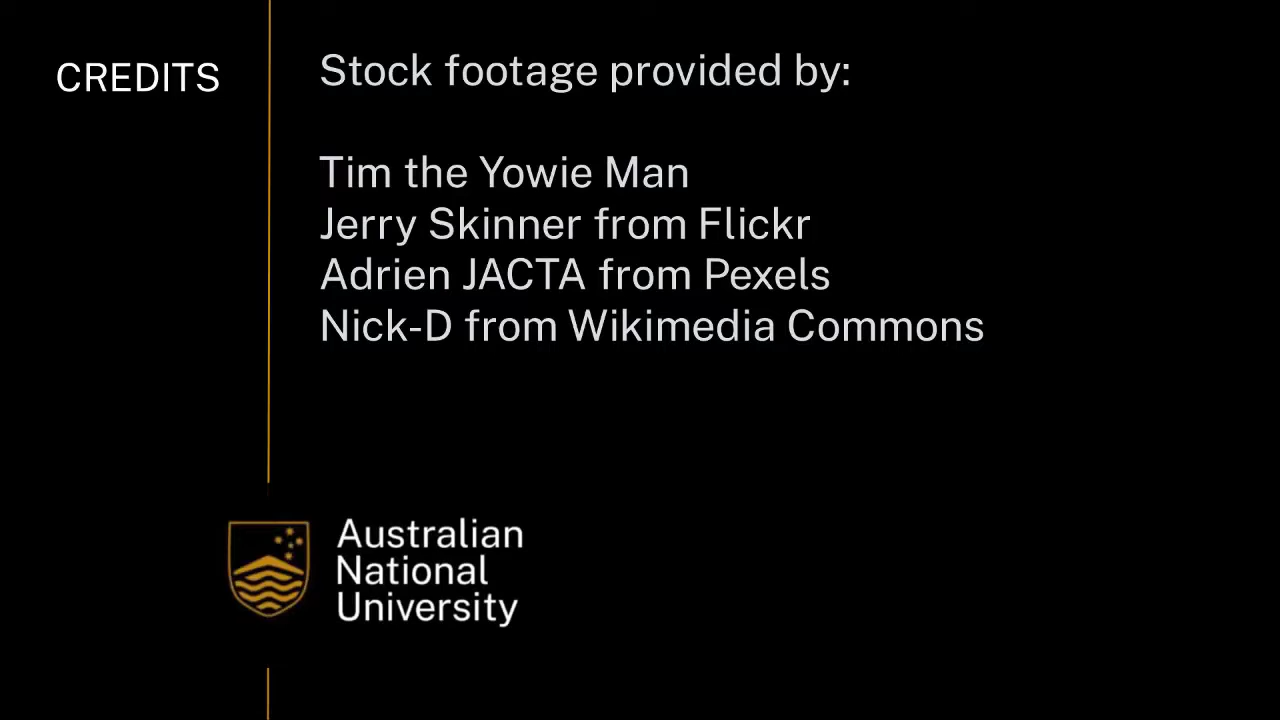 CREDITS
Stock footage provided by:
Tim the Yowie Man
Jerry Skinner from Flickr
Adrien JACTA from Pexels
Nick-D from Wikimedia Commons
Australian
National
University